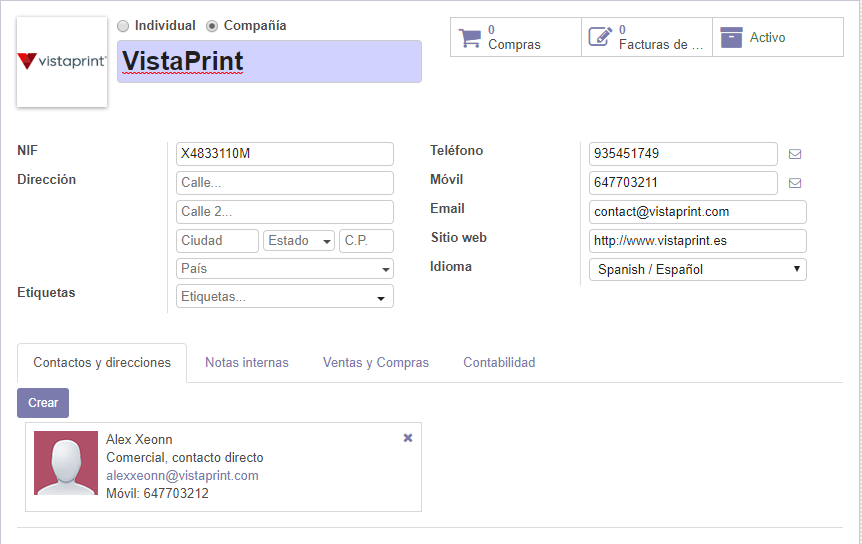 Individual Compañía
vistaprint
VistaPrint
0
Compras
0
Facturas de ...
Activo
NIF
X4833110M
Dirección
Calle...
Calle 2...
Ciudad Estado C.P.
País
Etiquetas
Etiquetas...
Teléfono
935451749
Móvil
647703211
Email
contact@vistaprint.com
Sitio web
http://www.vistaprint.es
Idioma
Spanish / Español
Contactos y direcciones Notas internas Ventas y Compras Contabilidad
Crear
Alex Xeonn
Comercial, contacto directo
alexxeonn@vistaprint.com
Móvil: 647703212